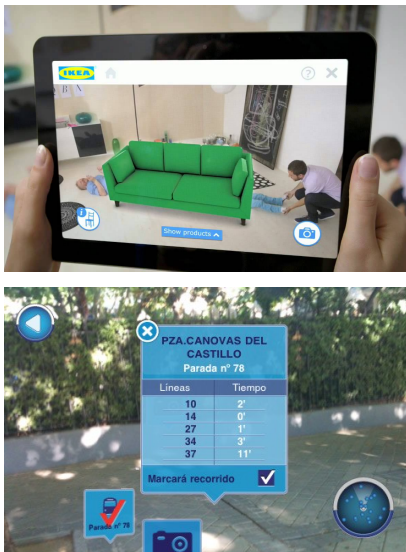 IKEA
?
i
Show products
PZA.CANOVAS DEL
CASTILLO
Parada nº 78
Líneas Tiempo
10 2'
14 0'
27 1'
34 3'
37 11'
Marcará recorrido
Parada nº 78